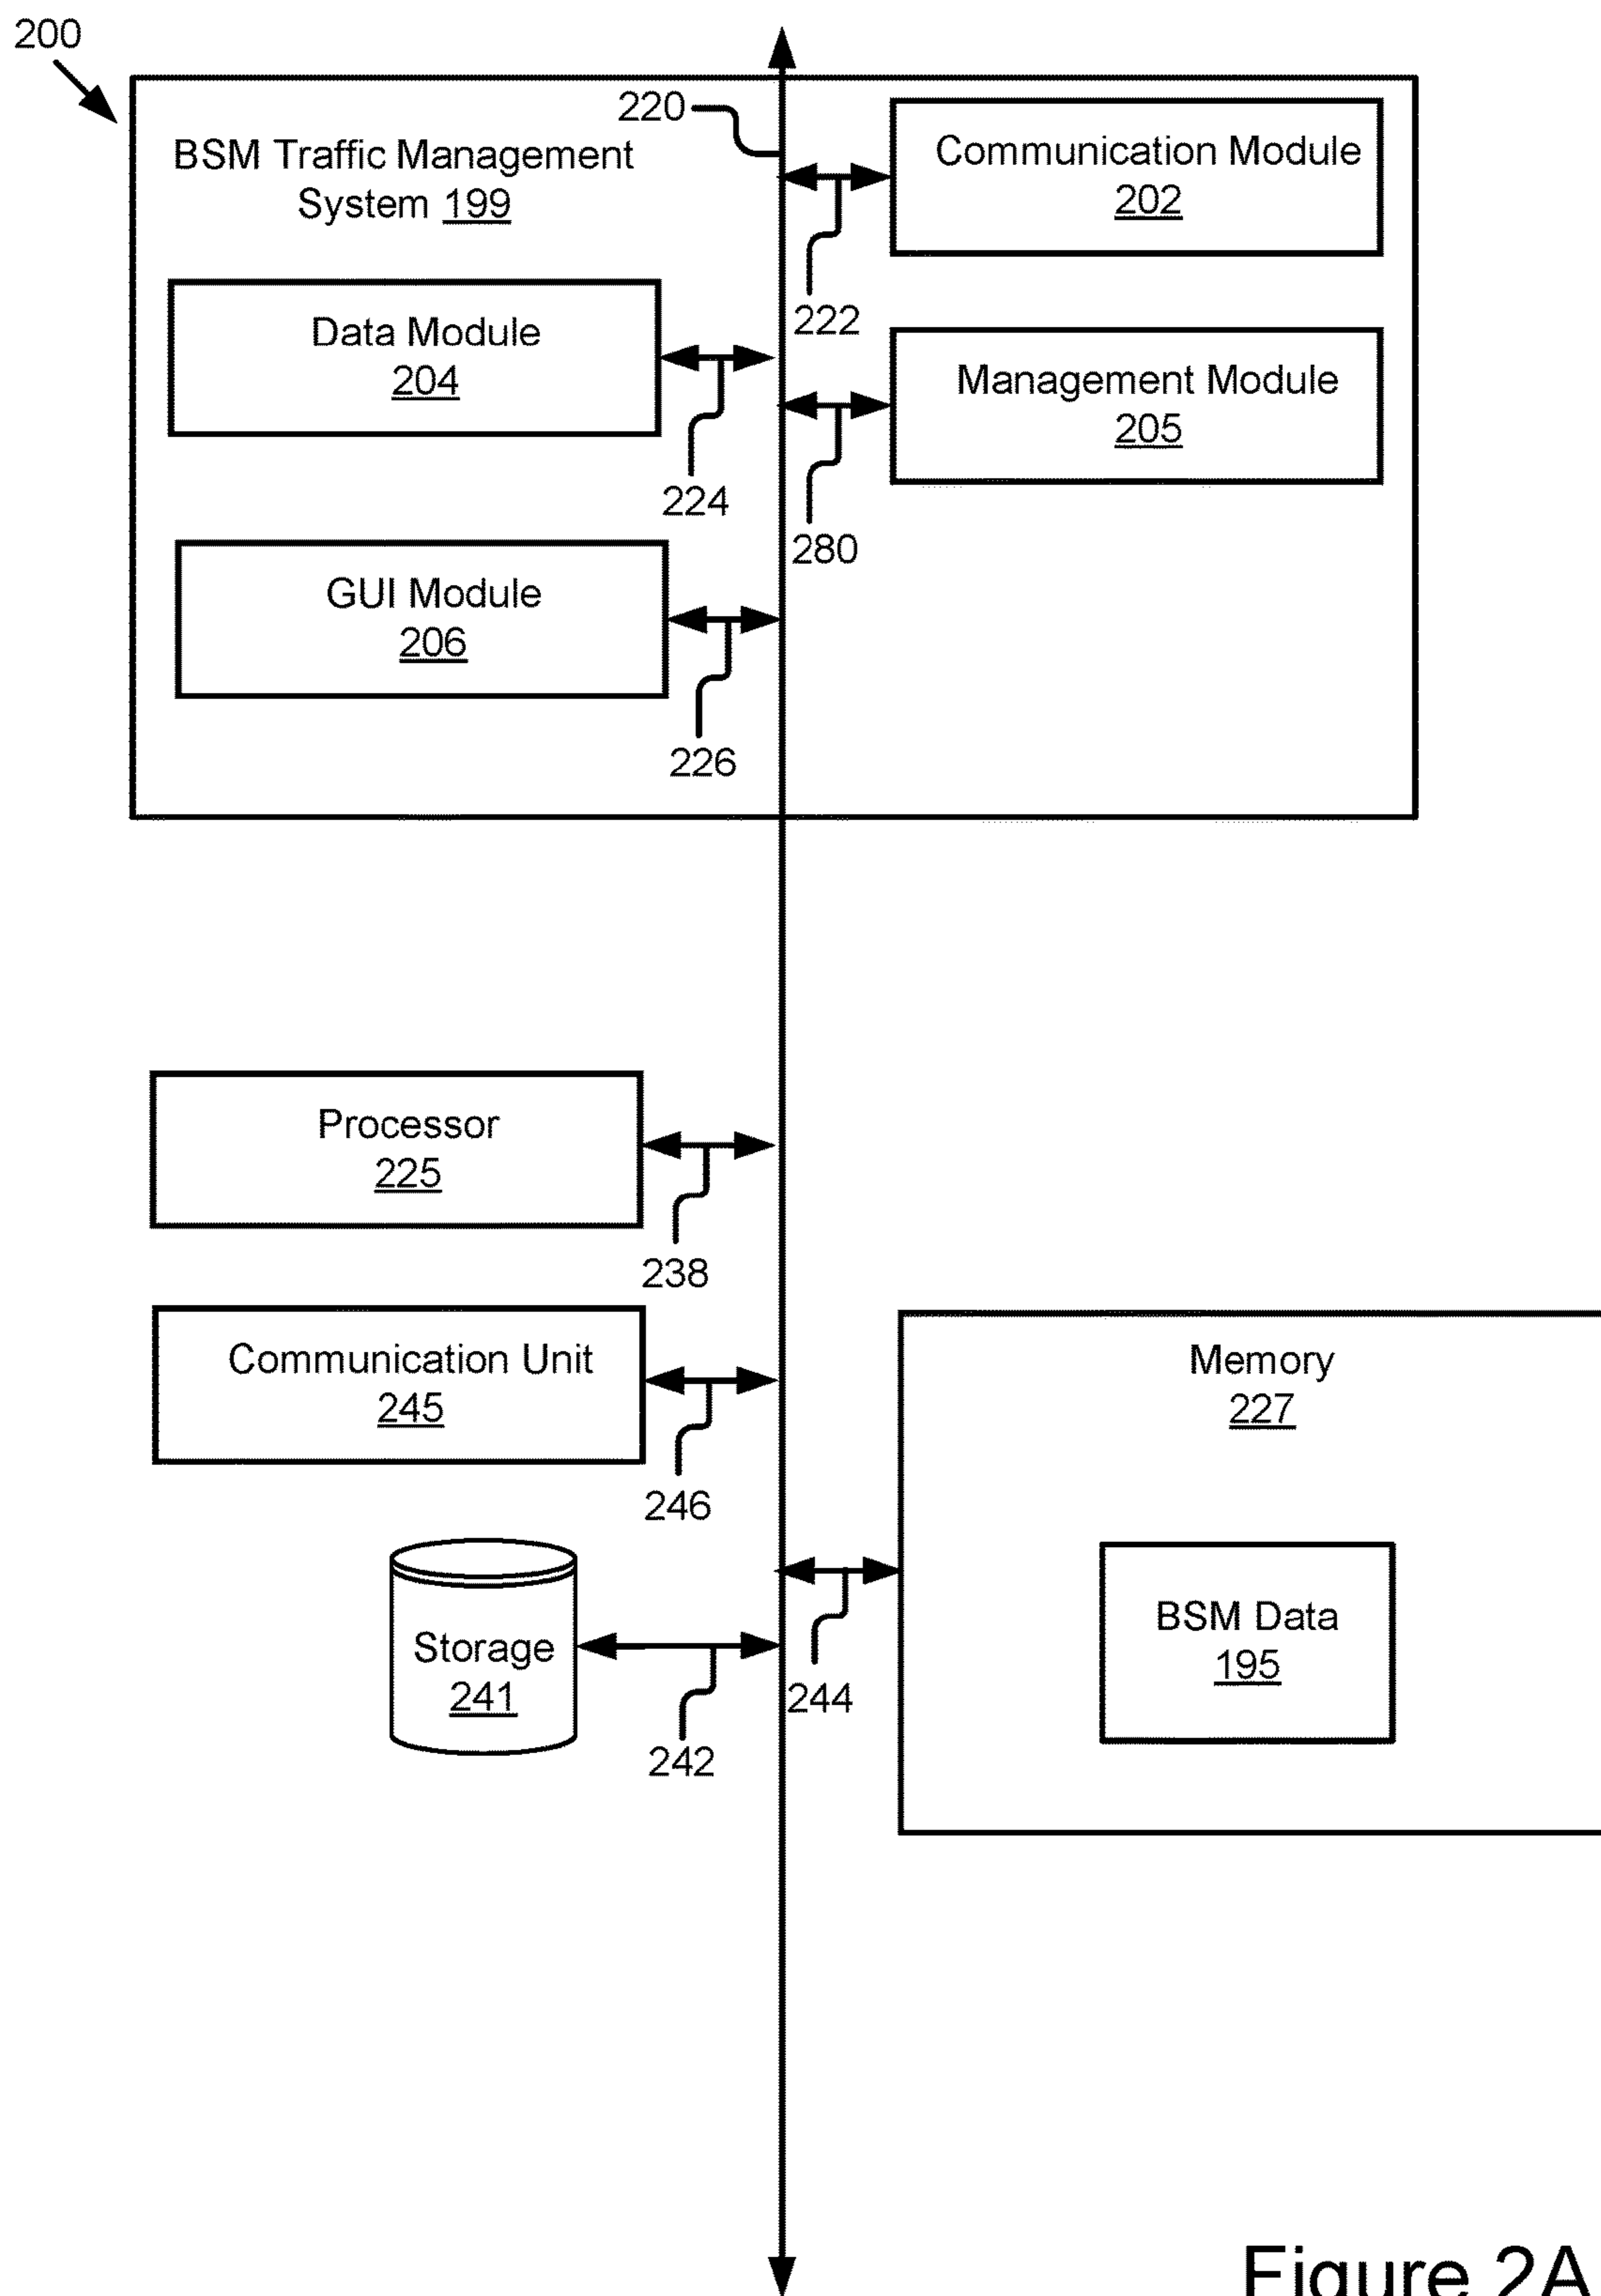 200
220
BSM Traffic Management
System 199
Communication Module
202
222
Data Module
204
224
Management Module
205
280
GUI Module
206
226
Processor
225
238
Communication Unit
245
246
Memory
227
BSM Data
195
244
Storage
241
242
Figure 2A